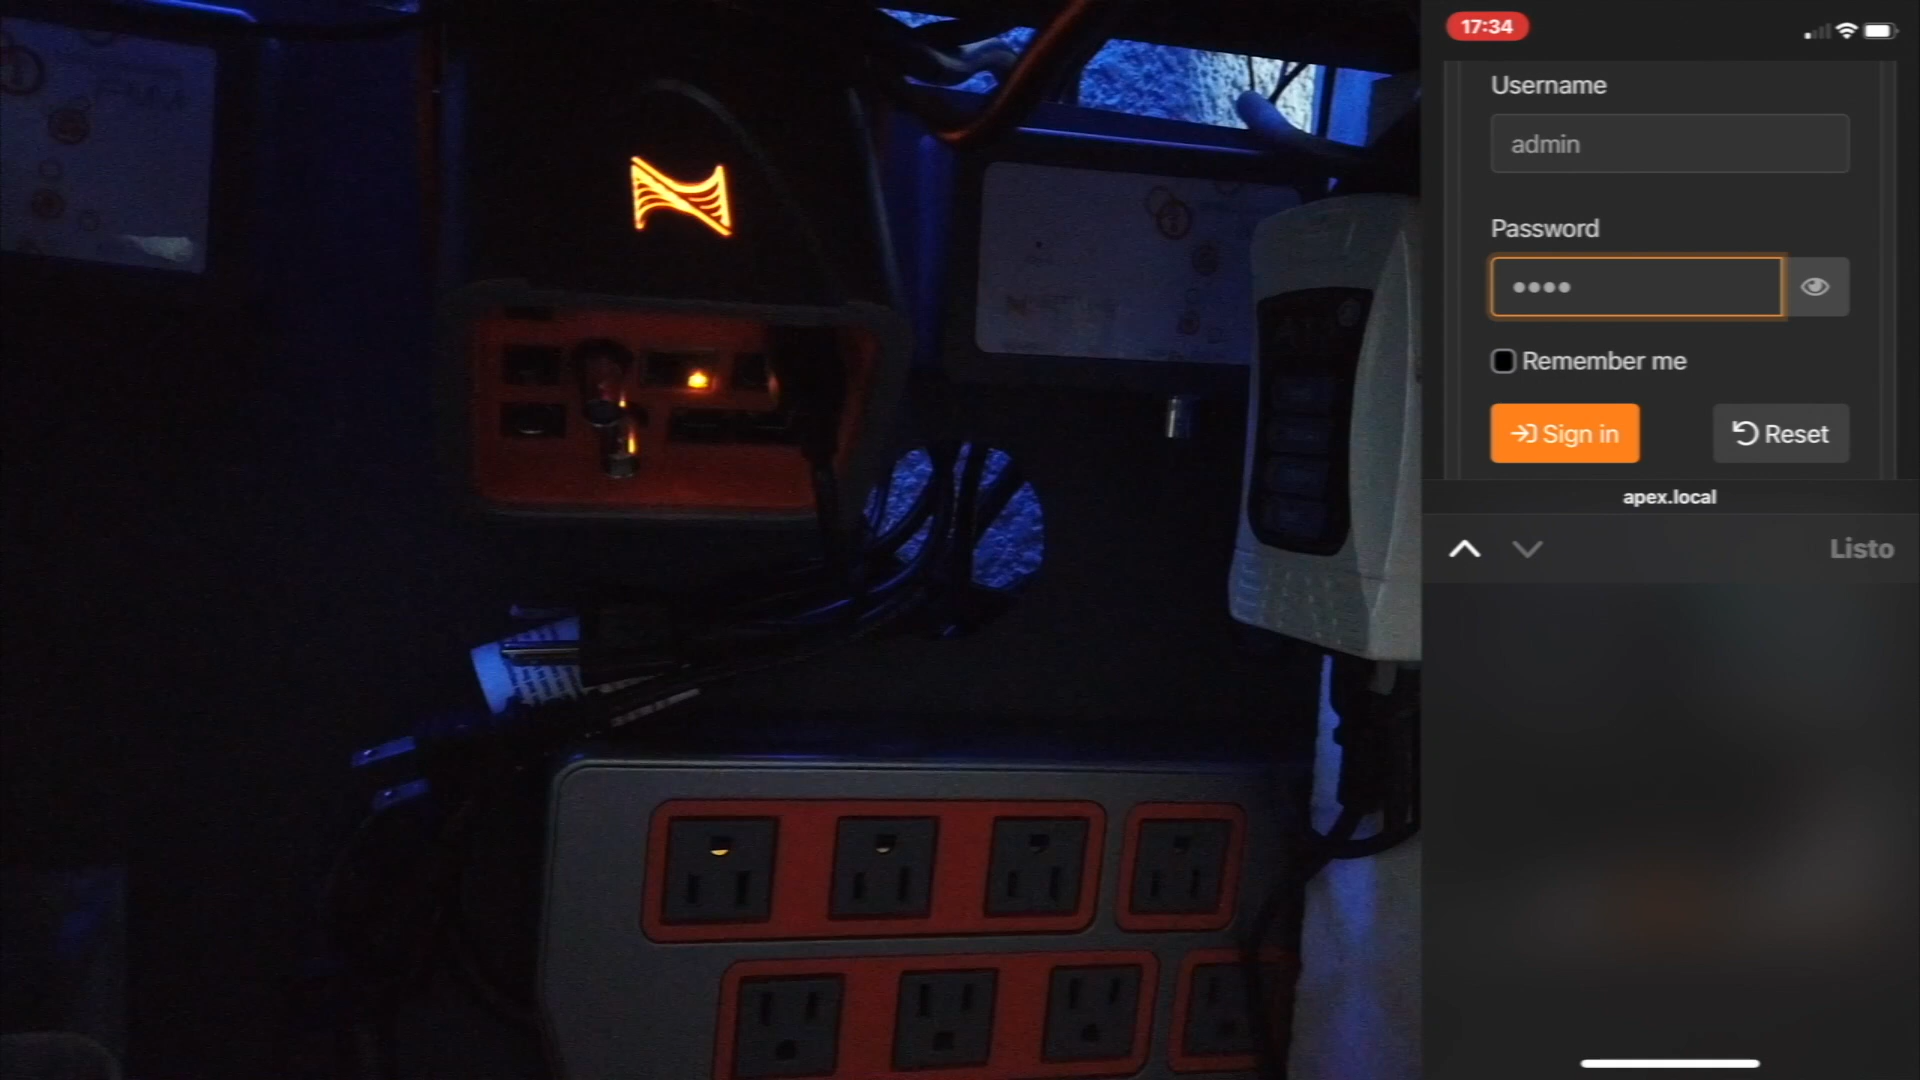 17:34
Username
admin
Password
••••
Remember me
Sign in
Reset
apex.local
Listo